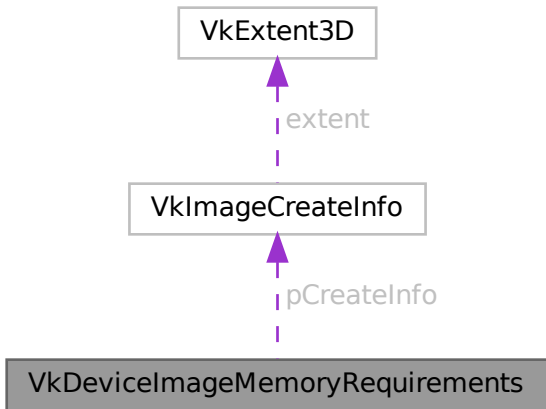 VkExtent3D
extent
VkImageCreateInfo
pCreateInfo
VkDeviceImageMemoryRequirements